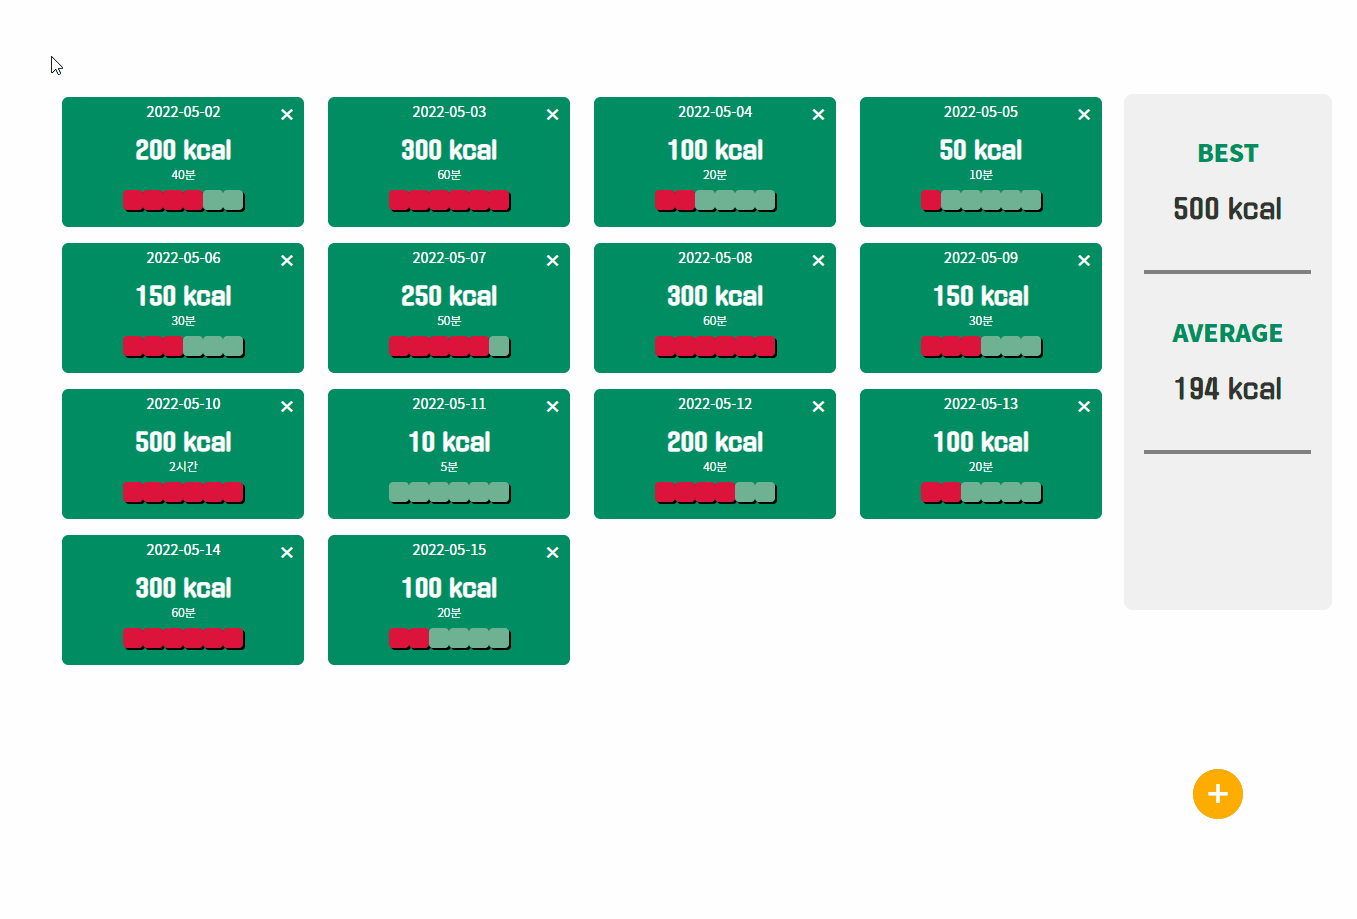 2022-05-02
200 kcal
40분
2022-05-03
300 kcal
60분
2022-05-04
100 kcal
20분
2022-05-05
50 kcal
10분
2022-05-06
150 kcal
30분
2022-05-07
250 kcal
50분
2022-05-08
300 kcal
60분
2022-05-09
150 kcal
30분
2022-05-10
500 kcal
2시간
2022-05-11
10 kcal
5분
2022-05-12
200 kcal
40분
2022-05-13
100 kcal
20분
2022-05-14
300 kcal
60분
2022-05-15
100 kcal
20분
BEST
500 kcal
AVERAGE
194 kcal